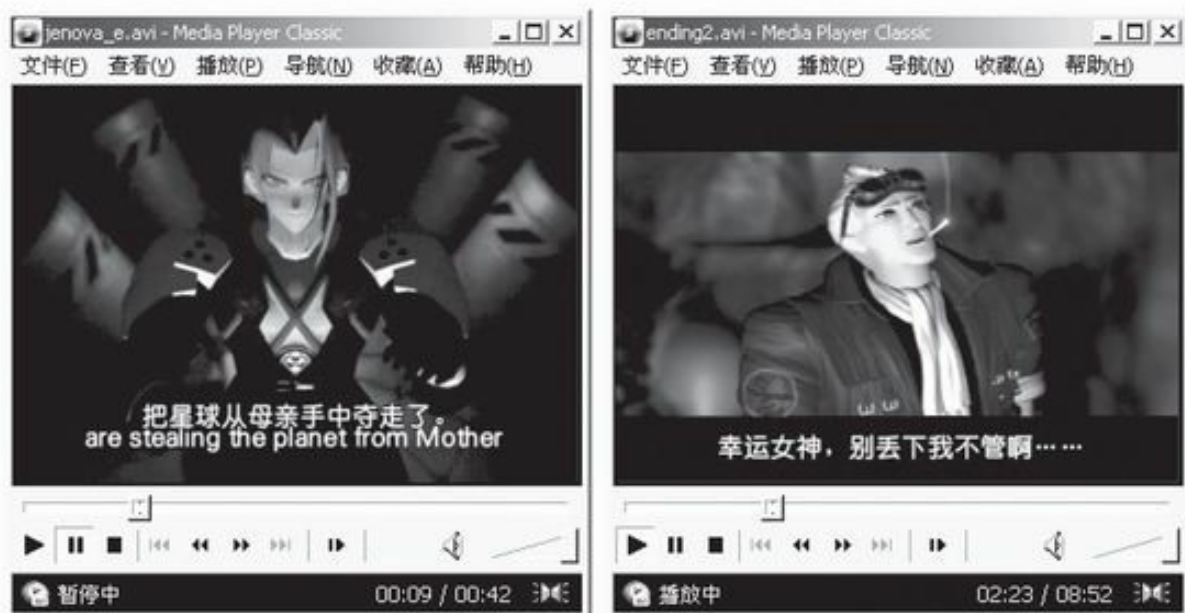 jenova_e.avi - Media Player Classic
文件(F) 查看(V) 播放(P) 导航(N) 收藏(A) 帮助(H)
把星球从母亲手中夺走了。
are stealing the planet from Mother
暂停中 00:09 / 00:42
ending2.avi - Media Player Classic
文件(F) 查看(V) 播放(P) 导航(N) 收藏(A) 帮助(H)
幸运女神，别丢下我不管啊……
播放中 02:23 / 08:52